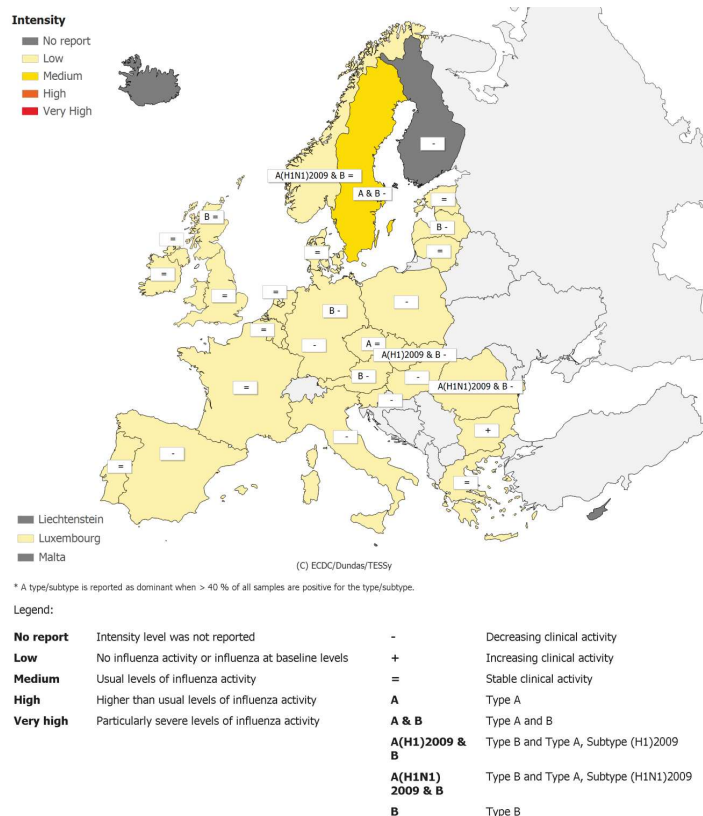 Intensity
No report
Low
Medium
High
Very High
-
A(H1N1)2009 & B =
A & B -
=
B =
B -
=
=
=
=
=
B -
-
=
-
A =
A(H1)2009 & B -
=
B -
-
A(H1N1)2009 & B -
-
+
-
-
=
=
Liechtenstein
Luxembourg
Malta
(C) ECDC/Dundas/TESSy
* A type/subtype is reported as dominant when > 40 % of all samples are positive for the type/subtype.
Legend:
No report Intensity level was not reported - Decreasing clinical activity
Low No influenza activity or influenza at baseline levels + Increasing clinical activity
Medium Usual levels of influenza activity = Stable clinical activity
High Higher than usual levels of influenza activity A Type A
Very high Particularly severe levels of influenza activity A & B Type A and B
A(H1)2009 & Type B and Type A, Subtype (H1)2009
B
A(H1N1) Type B and Type A, Subtype (H1N1)2009
2009 & B
B Type B